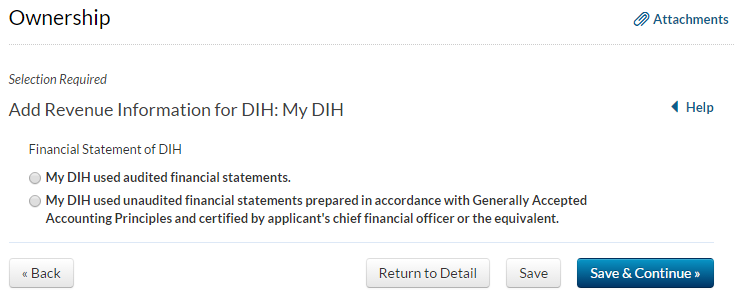 Ownership
Attachments
Selection Required
Add Revenue Information for DIH: My DIH
Help
Financial Statement of DIH
My DIH used audited financial statements.
My DIH used unaudited financial statements prepared in accordance with Generally Accepted
Accounting Principles and certified by applicant's chief financial officer or the equivalent.
« Back
Return to Detail
Save
Save & Continue »